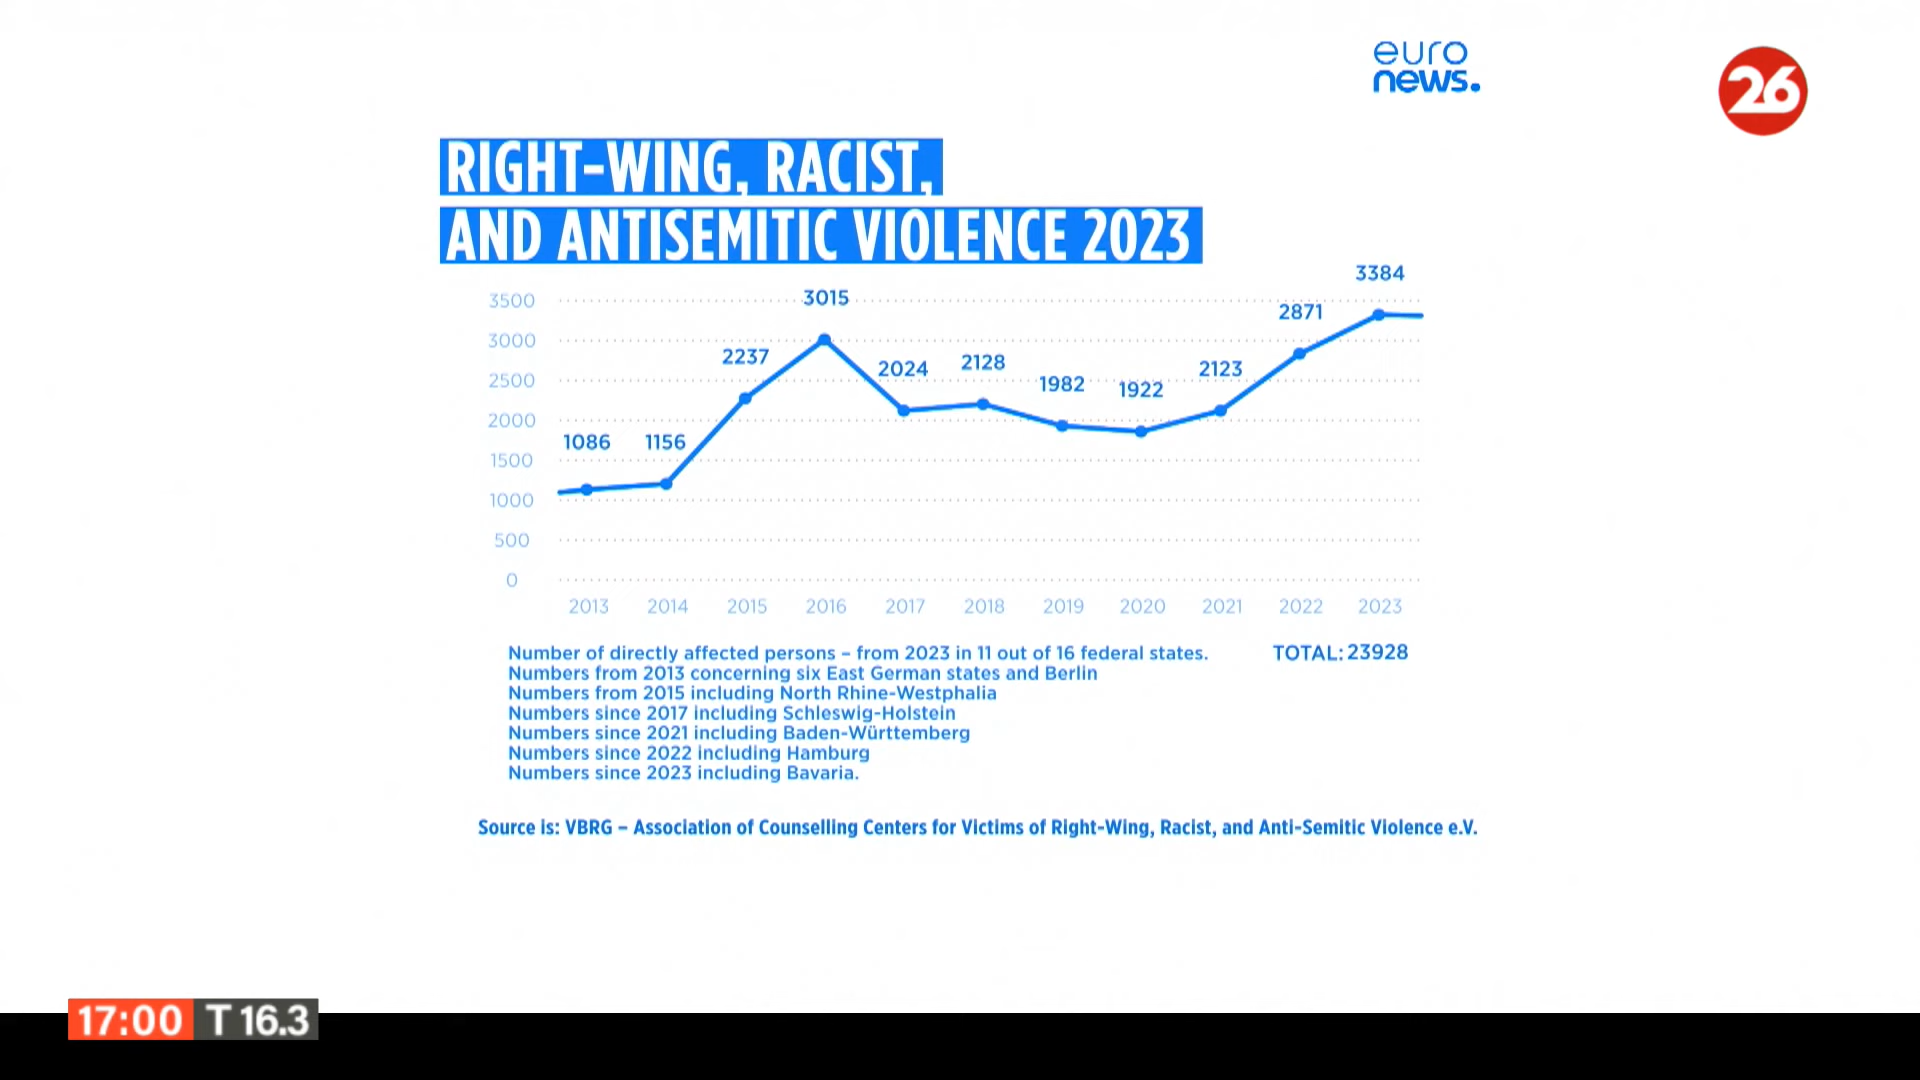 euro
news.
26
RIGHT-WING, RACIST,
AND ANTISEMITIC VIOLENCE 2023
3500
3000
2500
2000
1500
1000
500
0
1086
1156
2237
3015
2024
2128
1982
1922
2123
2871
3384
2013 2014 2015 2016 2017 2018 2019 2020 2021 2022 2023
Number of directly affected persons – from 2023 in 11 out of 16 federal states.
TOTAL: 23928
Numbers from 2013 concerning six East German states and Berlin
Numbers from 2015 including North Rhine-Westphalia
Numbers since 2017 including Schleswig-Holstein
Numbers since 2021 including Baden-Württemberg
Numbers since 2022 including Hamburg
Numbers since 2023 including Bavaria.
Source is: VBRG – Association of Counselling Centers for Victims of Right-Wing, Racist, and Anti-Semitic Violence e.V.
17:00 T 16.3